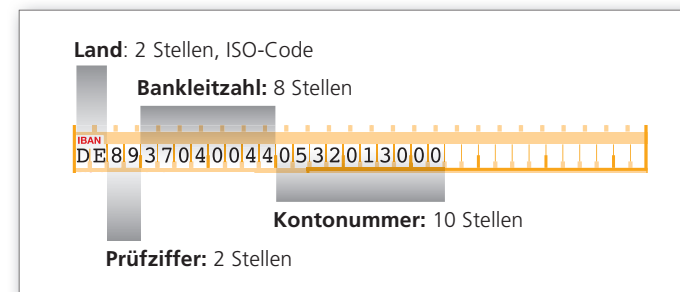 Land: 2 Stellen, ISO-Code
Bankleitzahl: 8 Stellen
IBAN
DE89370400440532013000
Kontonummer: 10 Stellen
Prüfziffer: 2 Stellen